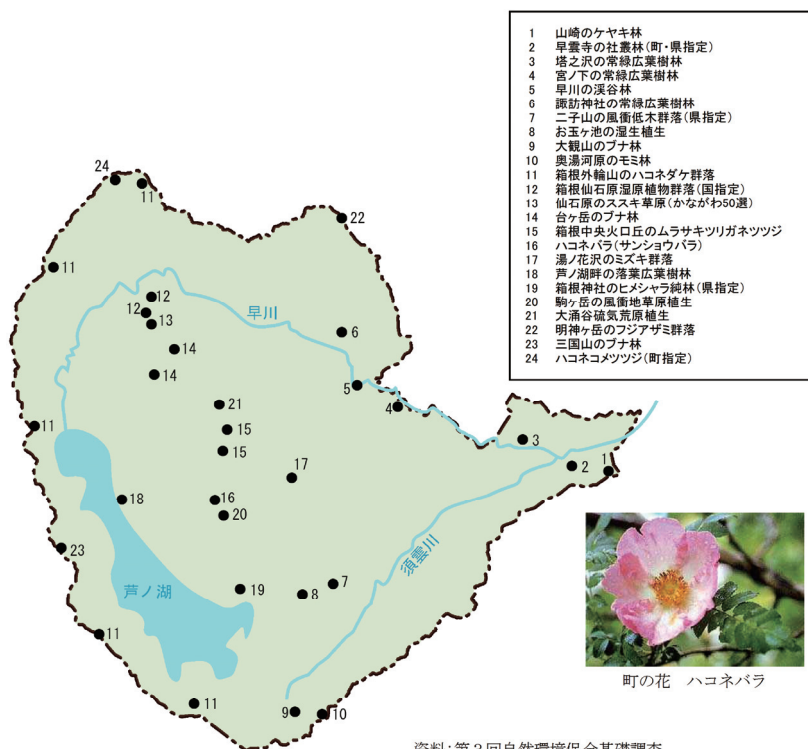 1 山崎のケヤキ林
2 早雲寺の社叢林(町・県指定)
3 塔之沢の常緑広葉樹林
4 宮ノ下の常緑広葉樹林
5 早川の渓谷林
6 諏訪神社の常緑広葉樹林
7 二子山の風衝低木群落(県指定)
8 お玉ヶ池の湿生植生
9 大観山のブナ林
10 奥湯河原のモミ林
11 箱根外輪山のハコネダケ群落
12 箱根仙石原湿原植物群落(国指定)
13 仙石原のススキ草原(かながわ50選)
14 台ヶ岳のブナ林
15 箱根中央火口丘のムラサキツリガネツツジ
16 ハコネバラ(サンショウバラ)
17 湯ノ花沢のミズキ群落
18 芦ノ湖畔の落葉広葉樹林
19 箱根神社のヒメシャラ純林(県指定)
20 駒ヶ岳の風衝地草原植生
21 大涌谷硫気荒原植生
22 明神ヶ岳のフジアザミ群落
23 三国山のブナ林
24 ハコネコメツツジ(町指定)
24
11
22
11
12
12
13
早川
6
14
14
5
21
4
11
15
3
15
2
1
17
18
16
20
23
須雲川
芦ノ湖
19
8
7
11
11
9
10
町の花 ハコネバラ
資料:第3回自然環境保全基礎調査